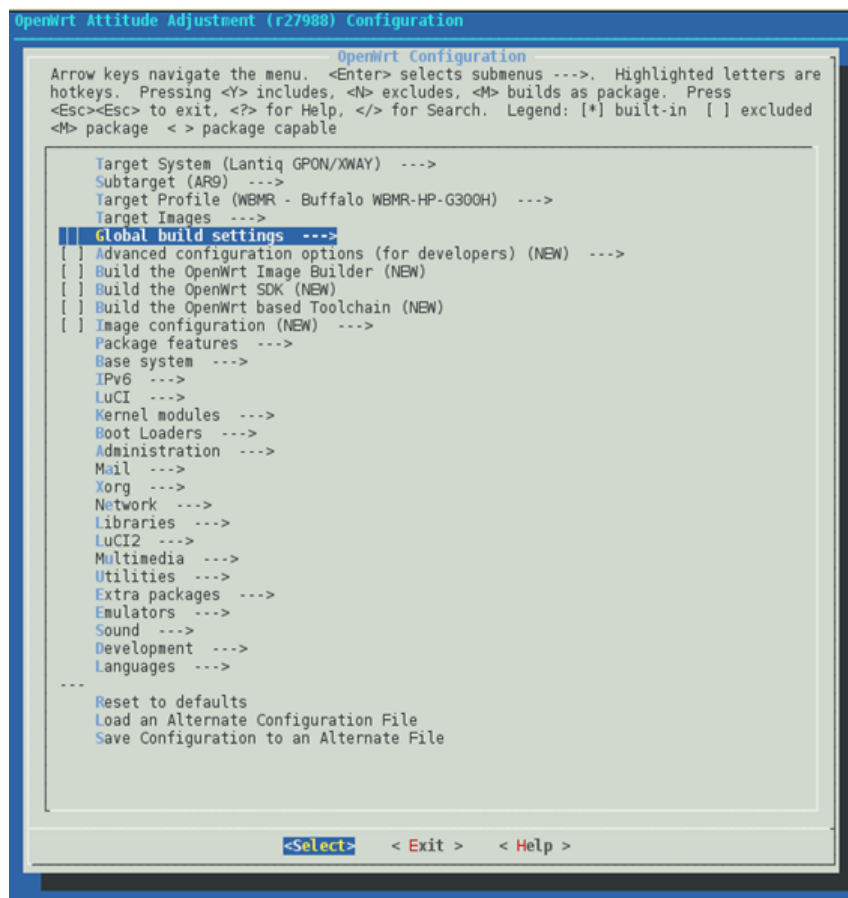 OpenWrt Attitude Adjustment (r27988) Configuration
OpenWrt Configuration
Arrow keys navigate the menu.  <Enter> selects submenus --->.  Highlighted letters are
hotkeys.  Pressing <Y> includes, <N> excludes, <M> builds as package.  Press
<Esc><Esc> to exit, <?> for Help, </> for Search.  Legend: [*] built-in  [ ] excluded
<M> package  < > package capable
Target System (Lantiq GPON/XWAY)  --->
Subtarget (AR9)  --->
Target Profile (WBMR - Buffalo WBMR-HP-G300H)  --->
Target Images  --->
Global build settings  --->
[ ] Advanced configuration options (for developers) (NEW)  --->
[ ] Build the OpenWrt Image Builder (NEW)
[ ] Build the OpenWrt SDK (NEW)
[ ] Build the OpenWrt based Toolchain (NEW)
[ ] Image configuration (NEW)  --->
Package features  --->
Base system  --->
IPv6  --->
LuCI  --->
Kernel modules  --->
Boot Loaders  --->
Administration  --->
Mail  --->
Xorg  --->
Network  --->
Libraries  --->
LuCI2  --->
Multimedia  --->
Utilities  --->
Extra packages  --->
Emulators  --->
Sound  --->
Development  --->
Languages  --->
---
Reset to defaults
Load an Alternate Configuration File
Save Configuration to an Alternate File
<Select>    < Exit >    < Help >